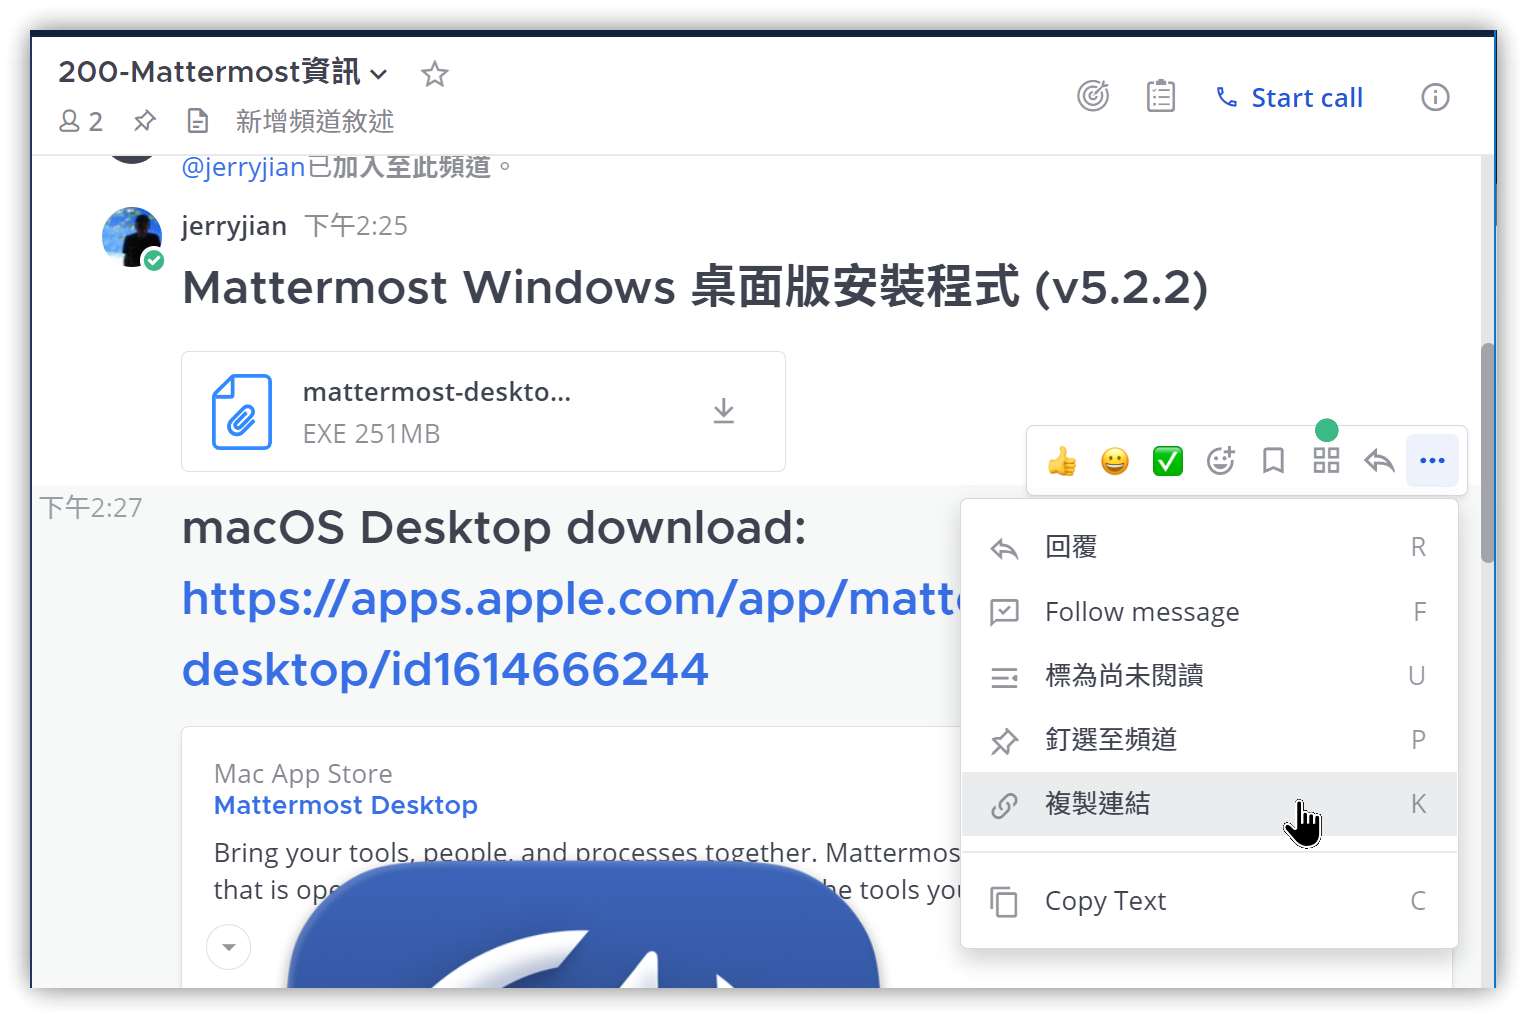 200-Mattermost資訊
2 新增頻道敘述
Start call
@jerryjian已加入至此頻道。
jerryjian 下午2:25
Mattermost Windows 桌面版安裝程式 (v5.2.2)
mattermost-deskto...
EXE 251MB
下午2:27
macOS Desktop download:
https://apps.apple.com/app/matt
desktop/id1614666244
Mac App Store
Mattermost Desktop
Bring your tools, people, and processes together. Mattermos
that is ope he tools you
回覆 R
Follow message F
標為尚未閱讀 U
釘選至頻道 P
複製連結 K
Copy Text C